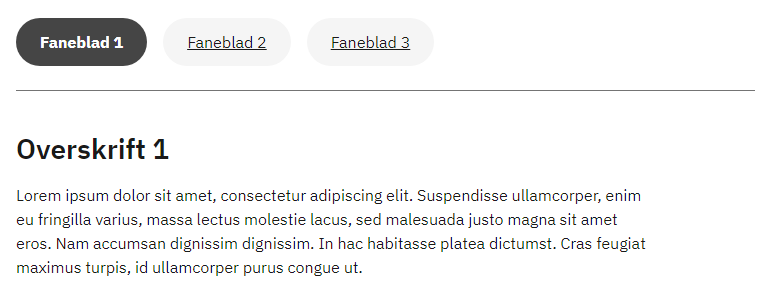 Faneblad 1 Faneblad 2 Faneblad 3
Overskrift 1
Lorem ipsum dolor sit amet, consectetur adipiscing elit. Suspendisse ullamcorper, enim
eu fringilla varius, massa lectus molestie lacus, sed malesuada justo magna sit amet
eros. Nam accumsan dignissim dignissim. In hac habitasse platea dictumst. Cras feugiat
maximus turpis, id ullamcorper purus congue ut.